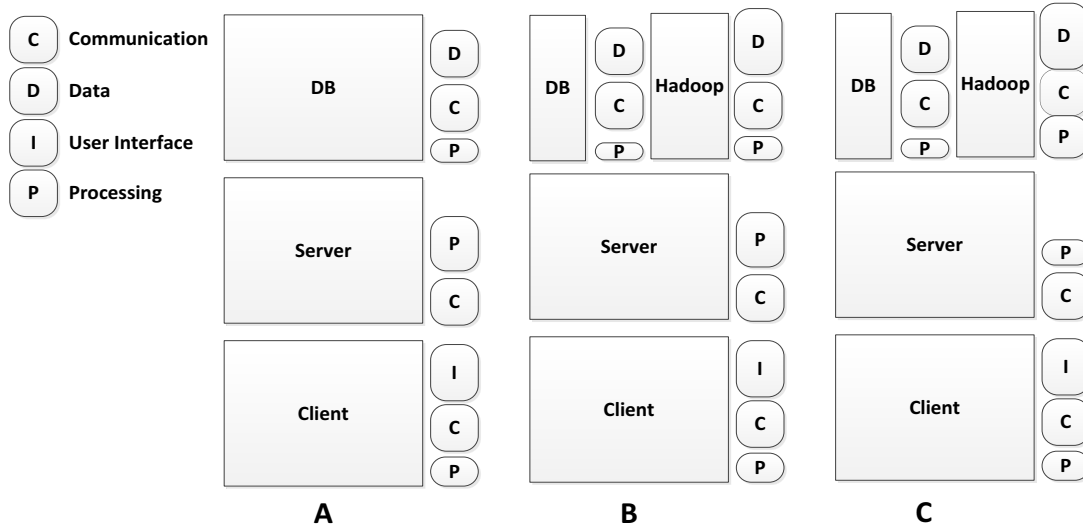 C Communication
D Data
I User Interface
P Processing
DB
D
C
P
Server
P
C
Client
I
C
P
A
DB
D
C
P
Hadoop
D
C
P
Server
P
C
Client
I
C
P
B
DB
D
C
P
Hadoop
D
C
P
Server
P
C
Client
I
C
P
C